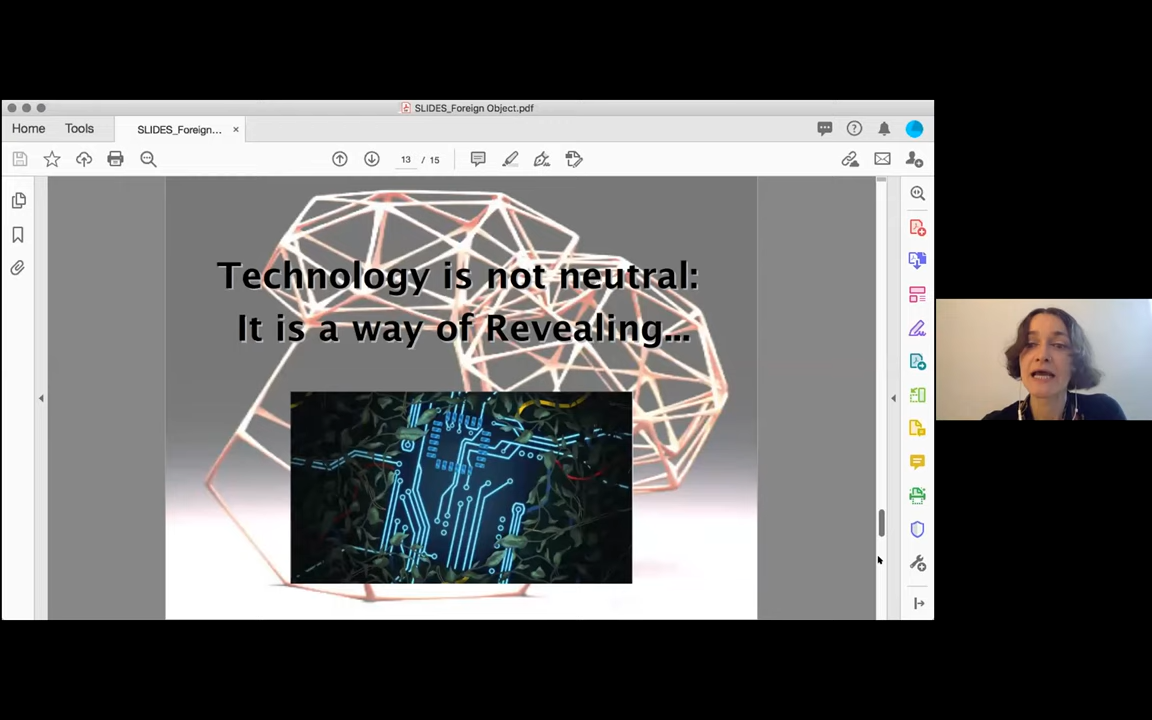 SLIDES_Foreign Object.pdf
Home
Tools
SLIDES_Foreign...
13 / 15
Technology is not neutral:
It is a way of Revealing...